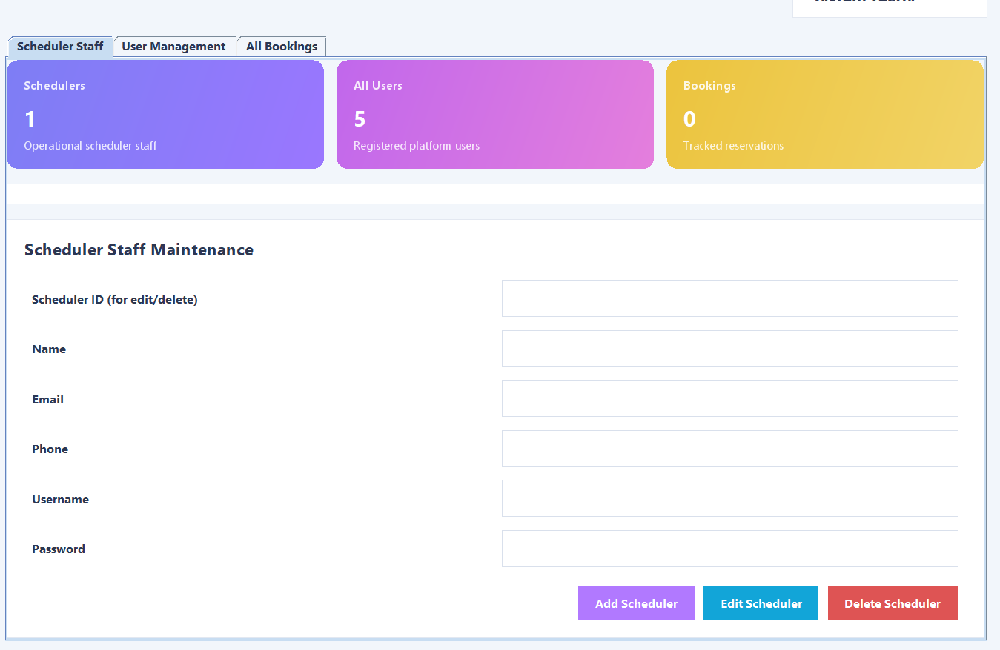 Scheduler Staff User Management All Bookings
Schedulers
1
Operational scheduler staff
All Users
5
Registered platform users
Bookings
0
Tracked reservations
Scheduler Staff Maintenance
Scheduler ID (for edit/delete)
Name
Email
Phone
Username
Password
Add Scheduler Edit Scheduler Delete Scheduler